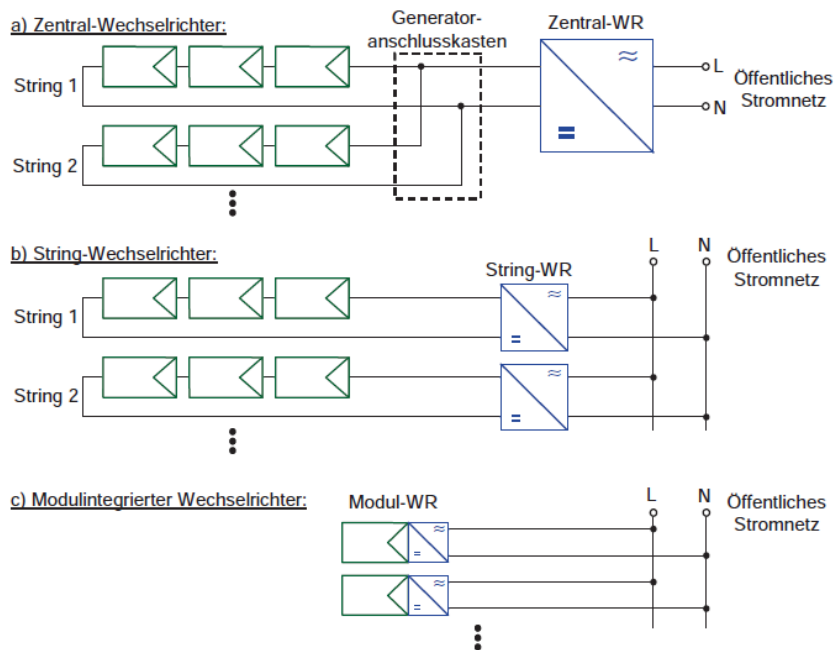 a) Zentral-Wechselrichter:
Generator-
anschlusskasten
Zentral-WR
String 1
≈
=
L
N
Öffentliches
Stromnetz
String 2
b) String-Wechselrichter:
L
N
Öffentliches
Stromnetz
String-WR
String 1
≈
=
String 2
≈
=
c) Modulintegrierter Wechselrichter:
Modul-WR
L
N
Öffentliches
Stromnetz
≈
=
≈
=